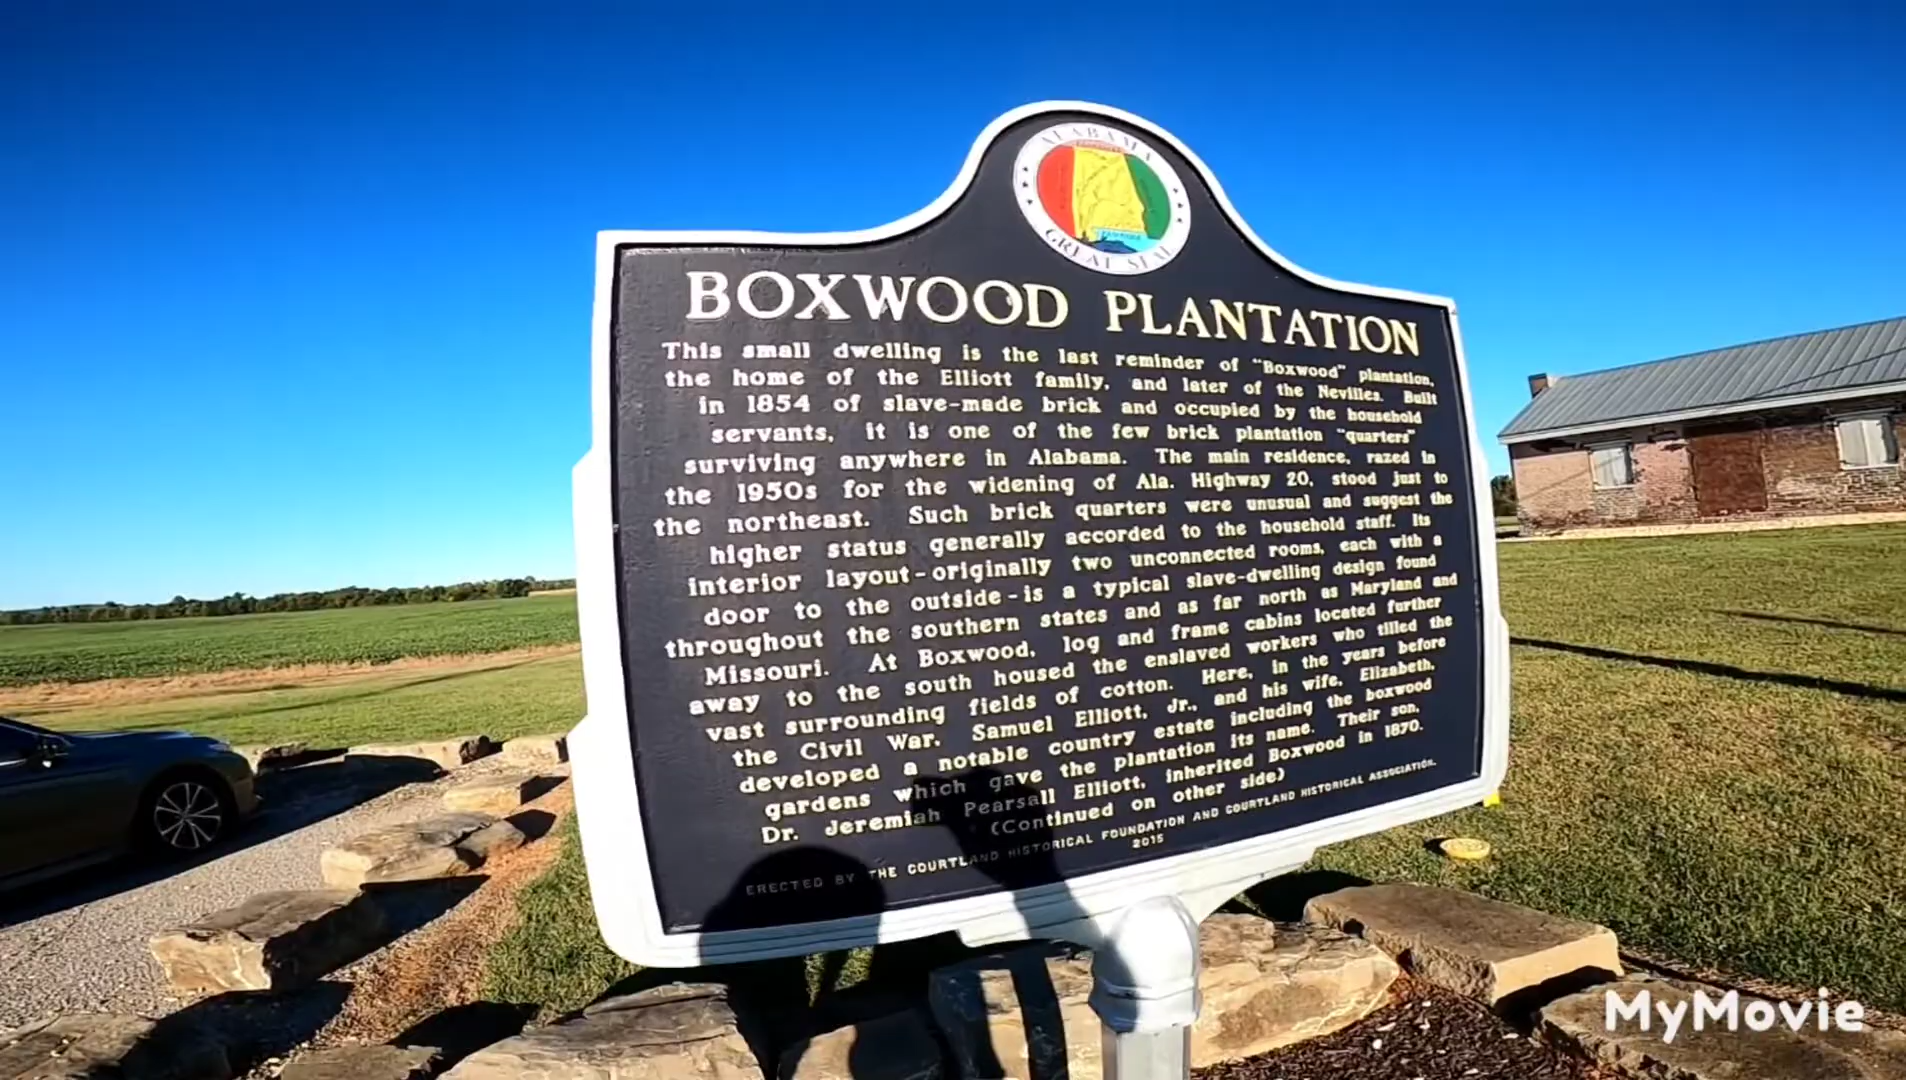 ALABAMA
GREAT SEAL
BOXWOOD PLANTATION
This small dwelling is the last reminder of "Boxwood" plantation,
the home of the Elliott family, and later of the Nevilles. Built
in 1854 of slave-made brick and occupied by the household
servants, it is one of the few brick plantation "quarters"
surviving anywhere in Alabama. The main residence, razed in
the 1950s for the widening of Ala. Highway 20, stood just to
the northeast. Such brick quarters were unusual and suggest the
higher status generally accorded to the household staff. Its
interior layout-originally two unconnected rooms, each with a
door to the outside-is a typical slave-dwelling design found
throughout the southern states and as far north as Maryland and
Missouri. At Boxwood, log and frame cabins located further
away to the south housed the enslaved workers who tilled the
vast surrounding fields of cotton. Here, in the years before
the Civil War, Samuel Elliott, Jr., and his wife, Elizabeth,
developed a notable country estate including the boxwood
gardens which gave the plantation its name. Their son,
Dr. Jeremiah Pearsall Elliott, inherited Boxwood in 1870.
(Continued on other side)
ERECTED BY THE COURTLAND HISTORICAL FOUNDATION AND COURTLAND HISTORICAL ASSOCIATION.
2015
MyMovie